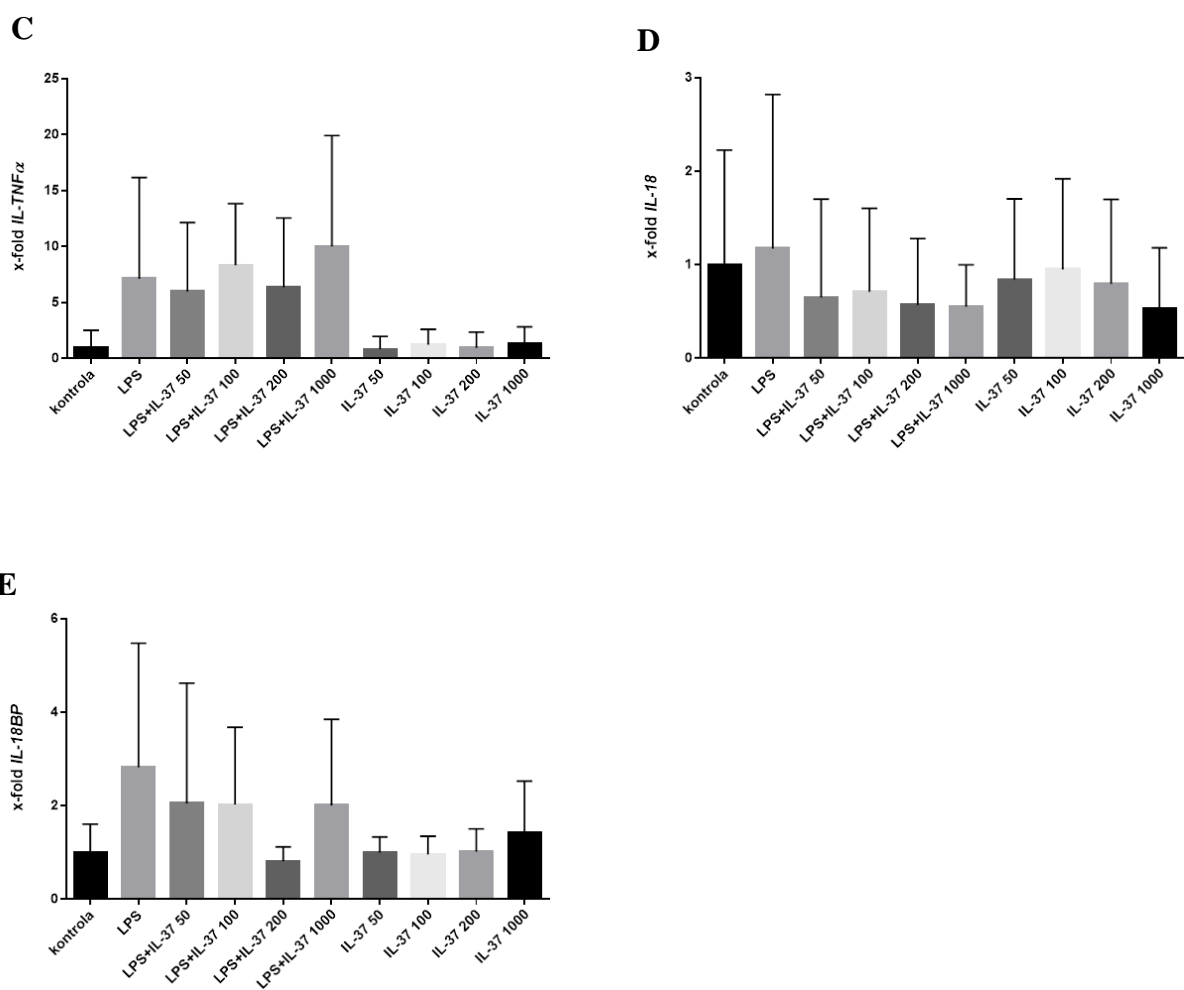 C
x-fold IL-TNFα
25
20
15
10
5
0
kontrola
LPS
LPS+IL-37 50
LPS+IL-37 100
LPS+IL-37 200
LPS+IL-37 1000
IL-37 50
IL-37 100
IL-37 200
IL-37 1000
D
x-fold IL-18
3
2
1
0
kontrola
LPS
LPS+IL-37 50
LPS+IL-37 100
LPS+IL-37 200
LPS+IL-37 1000
IL-37 50
IL-37 100
IL-37 200
IL-37 1000
E
x-fold IL-18BP
6
4
2
0
kontrola
LPS
LPS+IL-37 50
LPS+IL-37 100
LPS+IL-37 200
LPS+IL-37 1000
IL-37 50
IL-37 100
IL-37 200
IL-37 1000